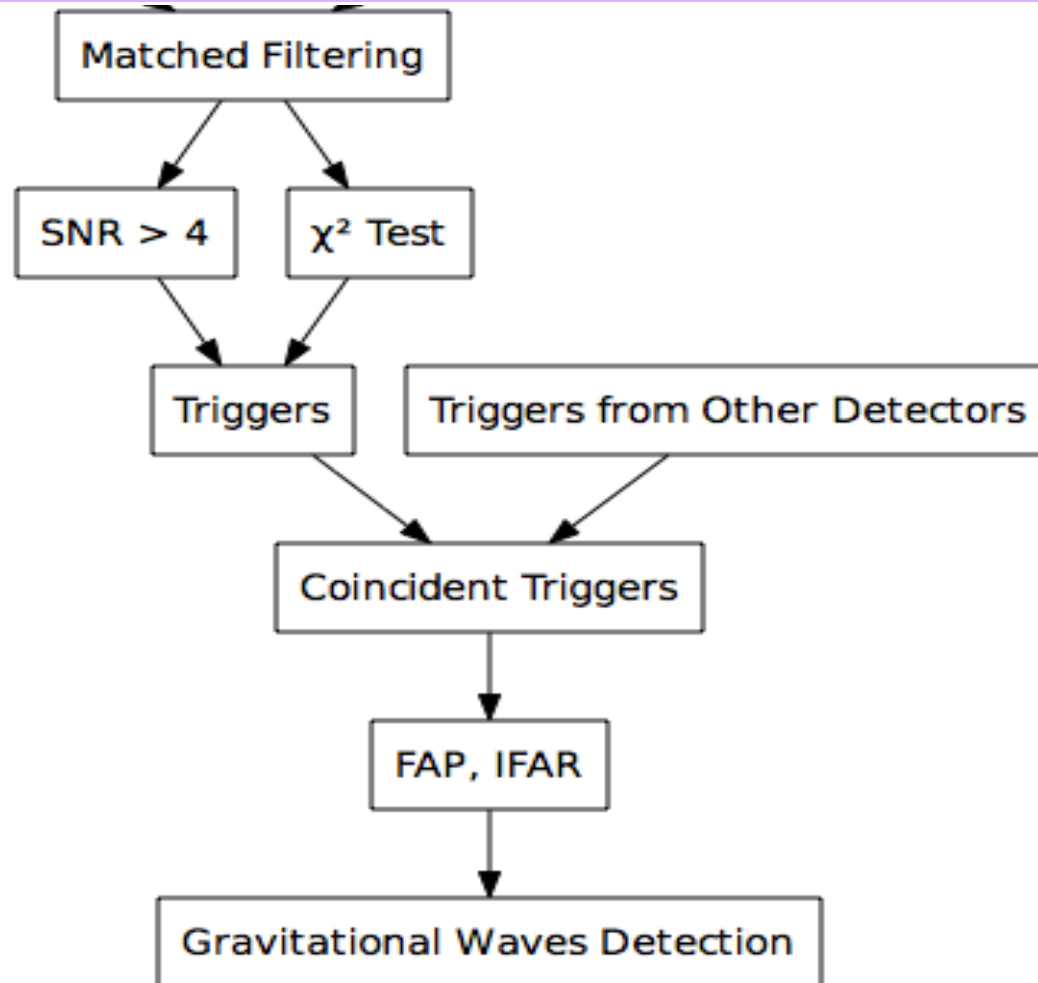 Matched Filtering
SNR > 4
χ² Test
Triggers
Triggers from Other Detectors
Coincident Triggers
FAP, IFAR
Gravitational Waves Detection